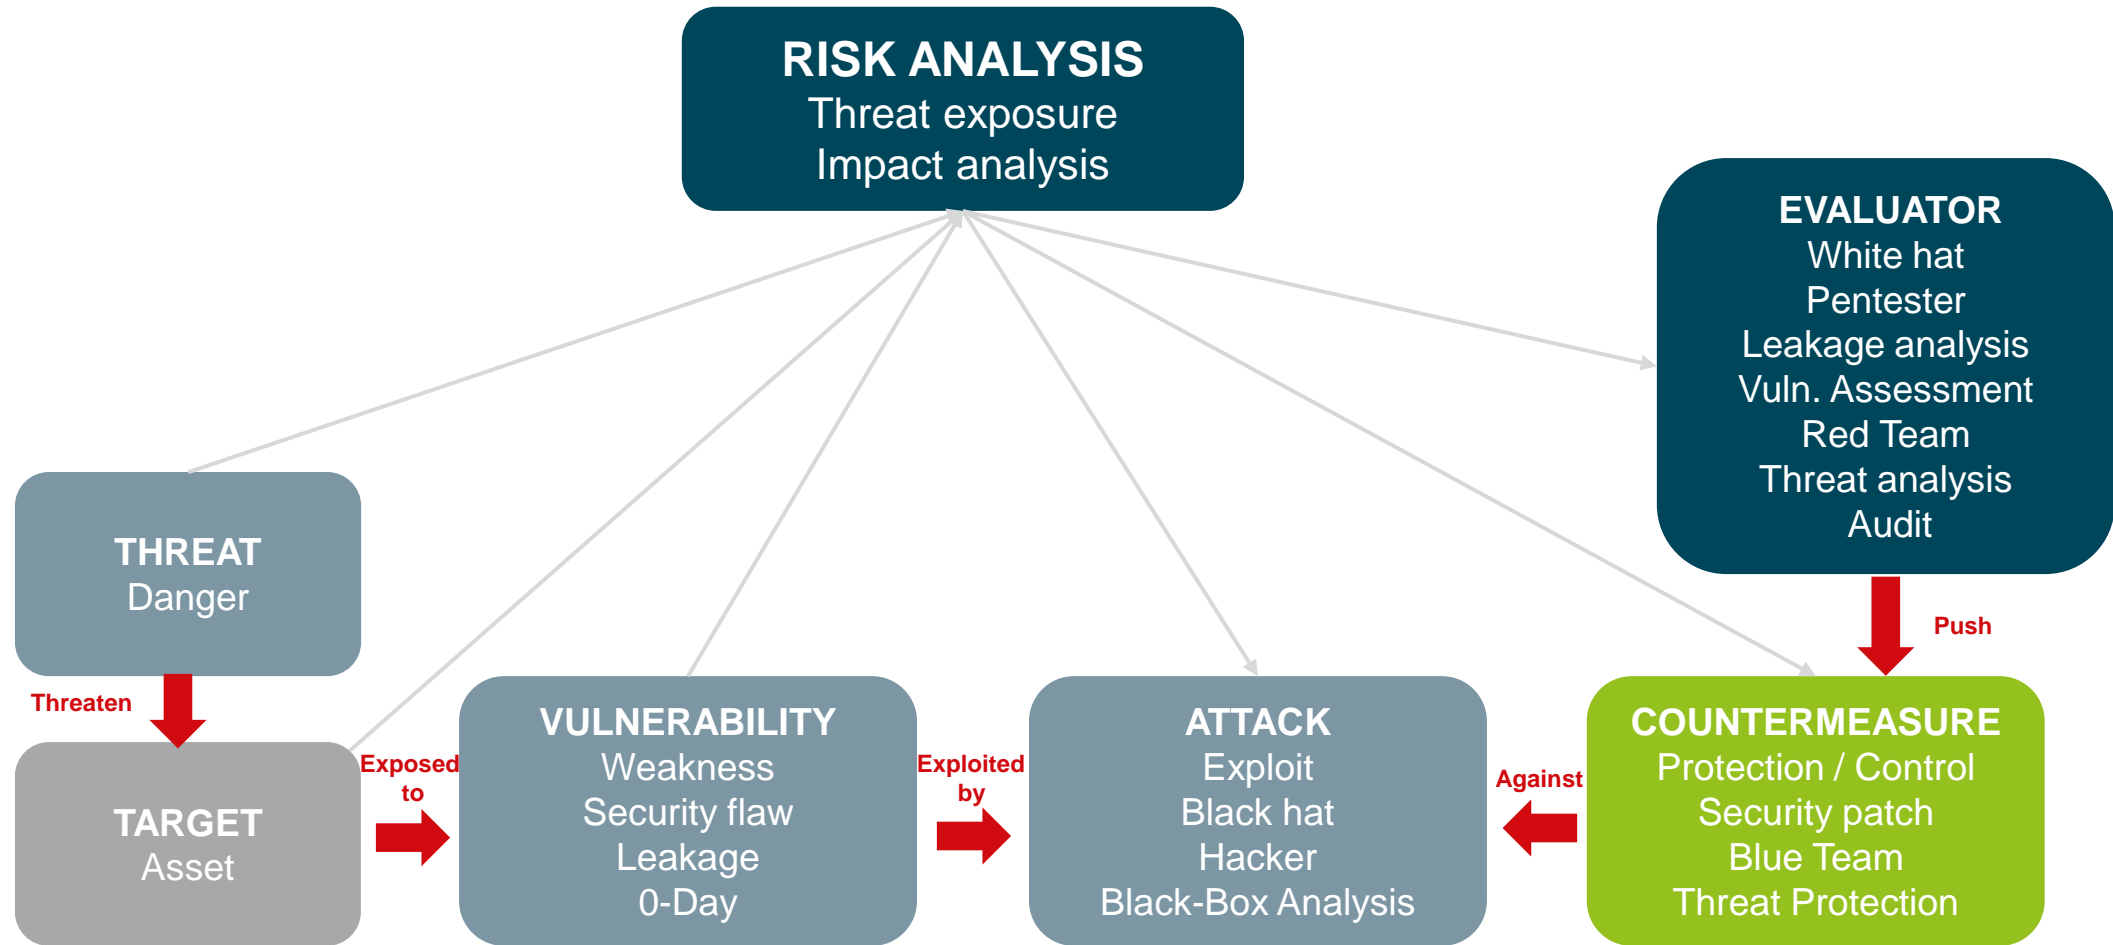 RISK ANALYSIS
Threat exposure
Impact analysis
EVALUATOR
White hat
Pentester
Leakage analysis
Vuln. Assessment
Red Team
Threat analysis
Audit
Push
THREAT
Danger
Threaten
TARGET
Asset
Exposed
to
VULNERABILITY
Weakness
Security flaw
Leakage
0-Day
Exploited
by
ATTACK
Exploit
Black hat
Hacker
Black-Box Analysis
Against
COUNTERMEASURE
Protection / Control
Security patch
Blue Team
Threat Protection